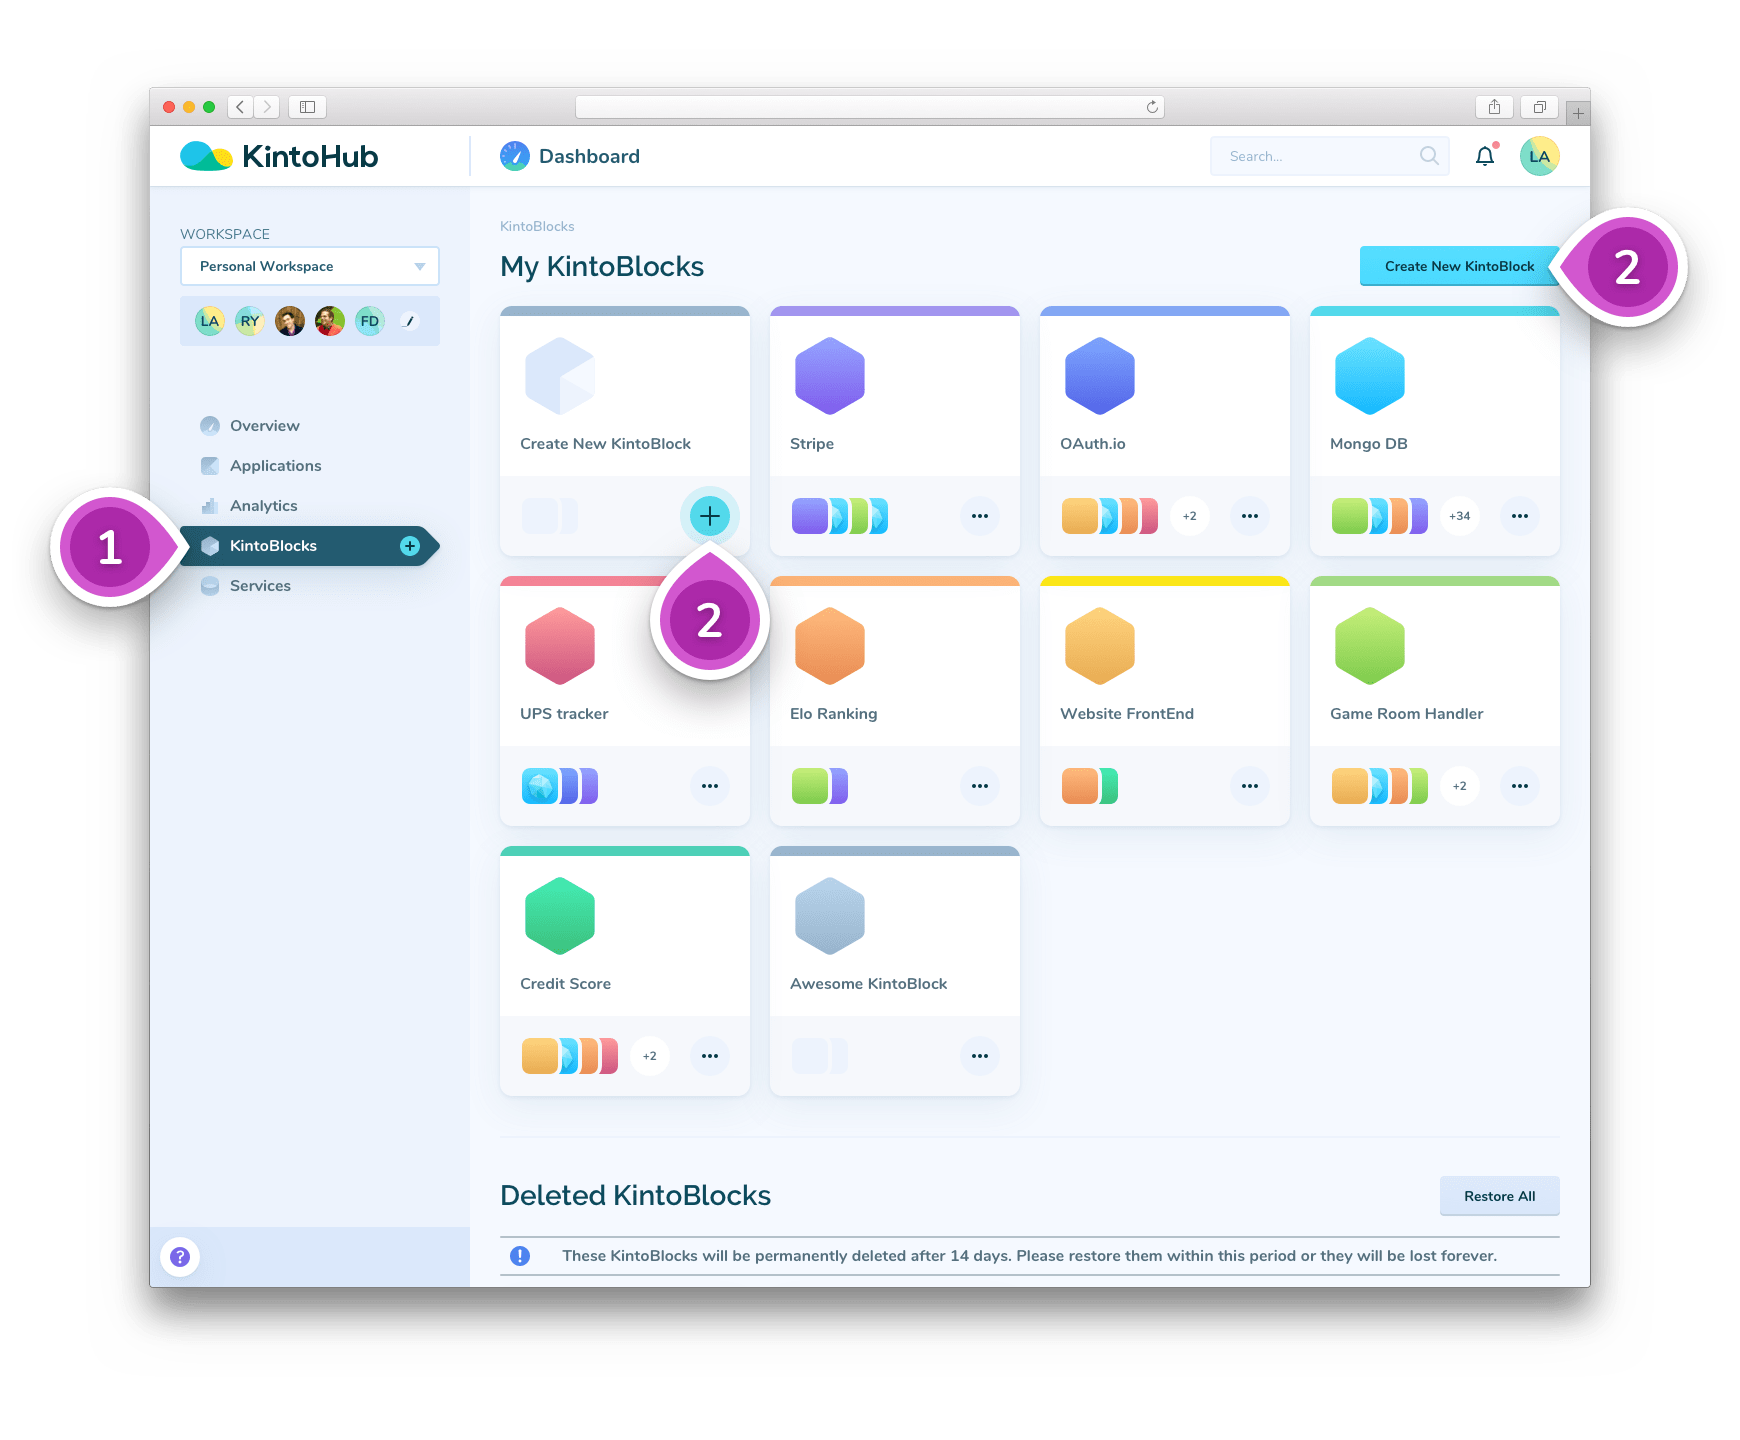 KintoHub
Dashboard
Search...
LA
WORKSPACE
Personal Workspace
LA RY FD
Overview
Applications
Analytics
1
KintoBlocks
Services
?
KintoBlocks
My KintoBlocks
Create New KintoBlock
2
Create New KintoBlock
Stripe
OAuth.io
Mongo DB
+2
+34
2
UPS tracker
Elo Ranking
Website FrontEnd
Game Room Handler
+2
Credit Score
Awesome KintoBlock
+2
Deleted KintoBlocks
Restore All
! These KintoBlocks will be permanently deleted after 14 days. Please restore them within this period or they will be lost forever.